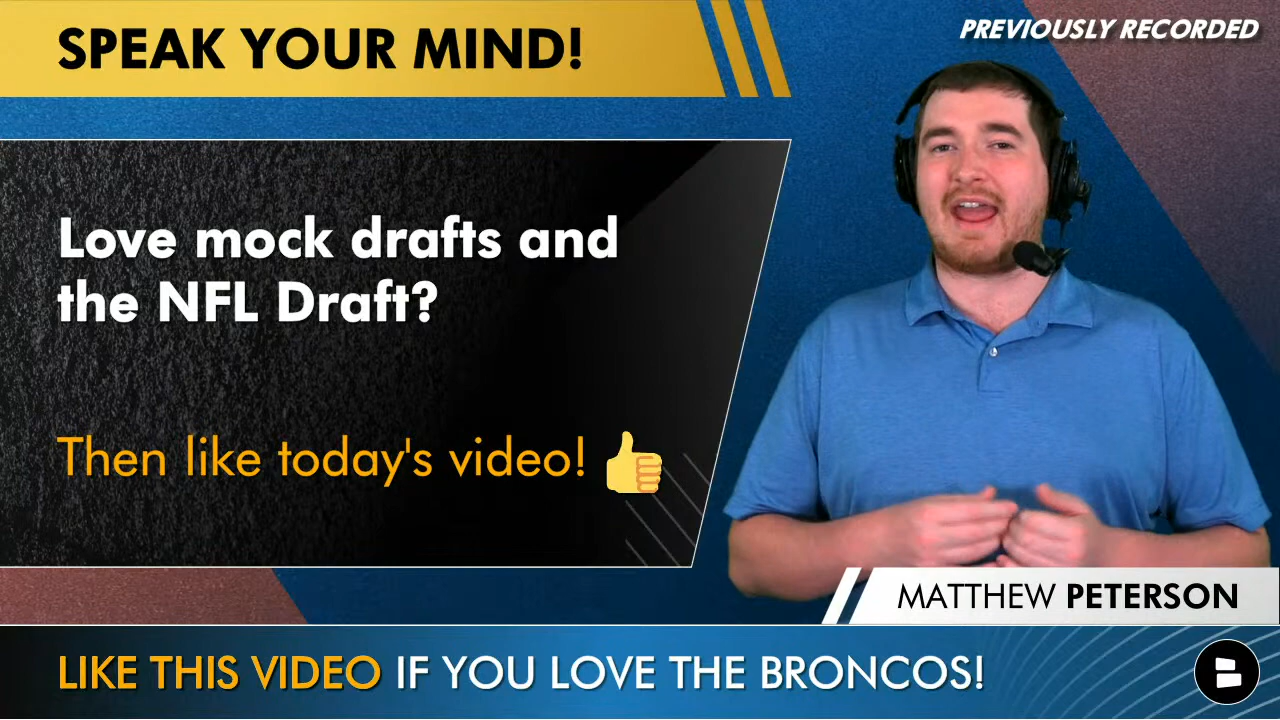 SPEAK YOUR MIND!
PREVIOUSLY RECORDED
Love mock drafts and
the NFL Draft?
Then like today's video!
MATTHEW PETERSON
LIKE THIS VIDEO IF YOU LOVE THE BRONCOS!